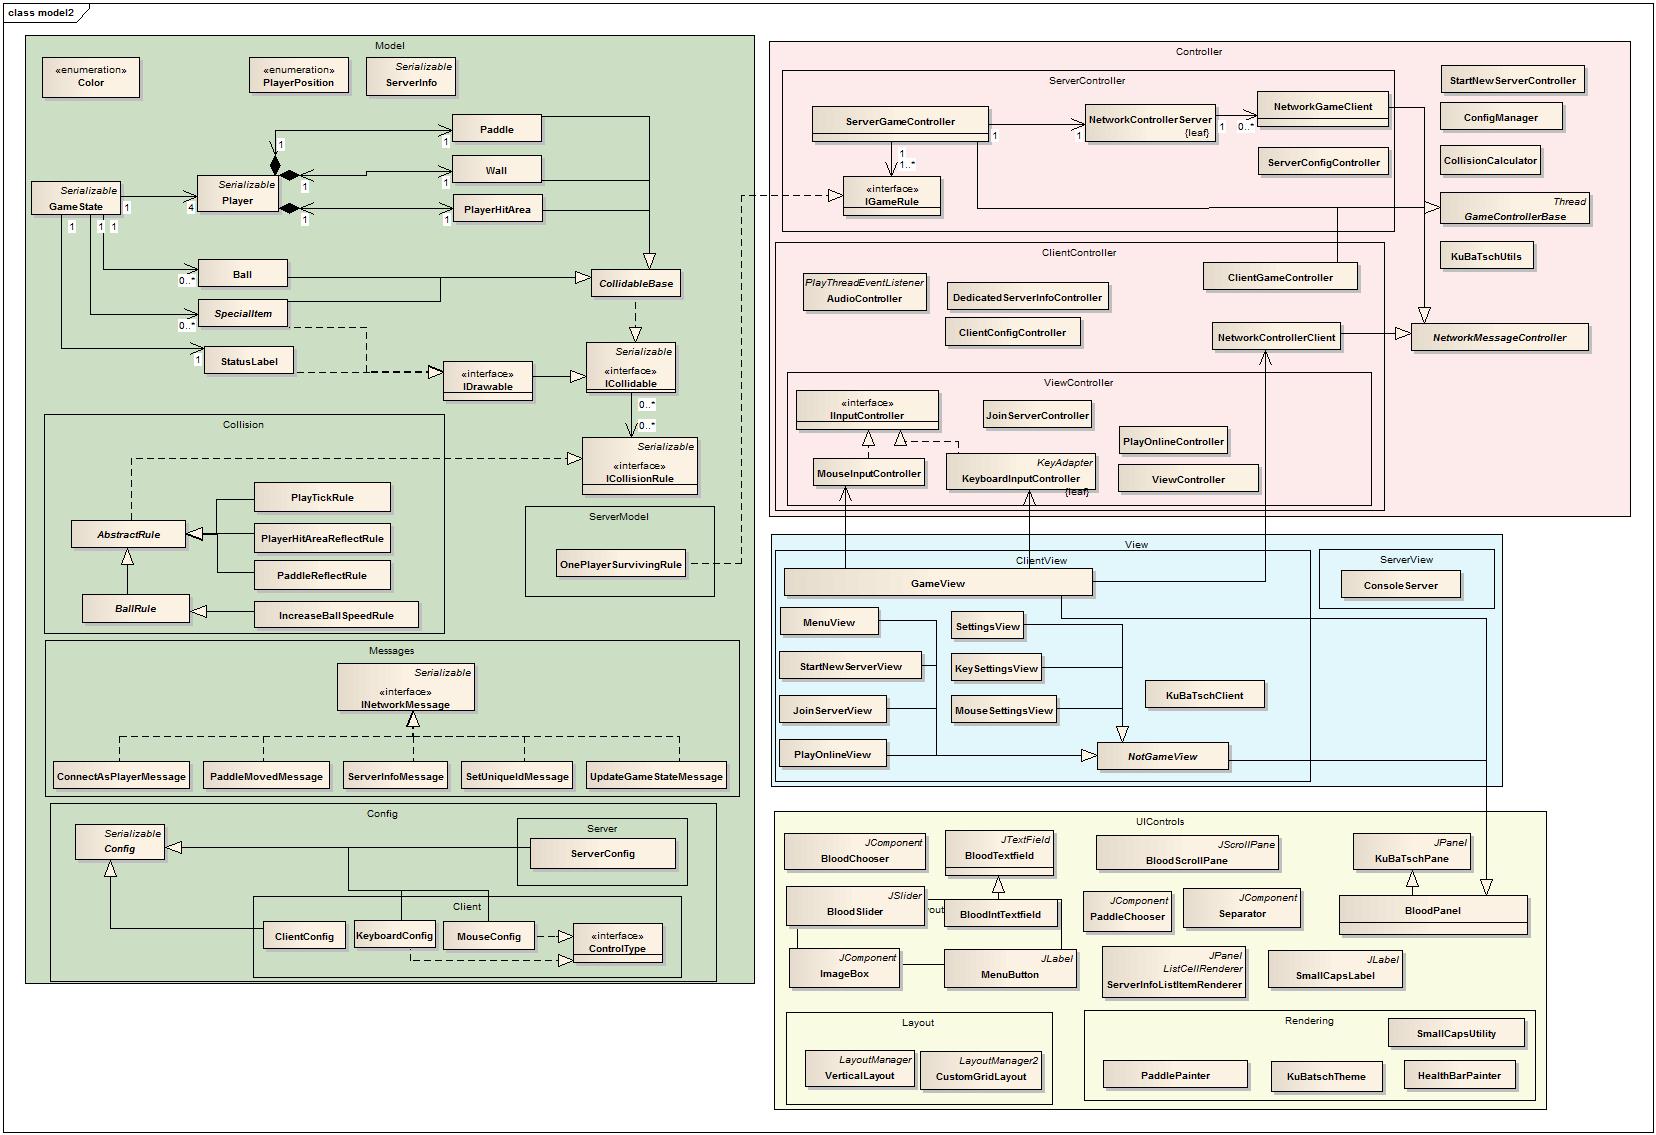 class model2
Model
«enumeration»
Color
«enumeration»
PlayerPosition
Serializable
ServerInfo
Paddle
1
1
Wall
1
1
Serializable
Player
PlayerHitArea
1
1
Serializable
GameState
1
4
1
1
1
Ball
0..*
SpecialItem
0..*
StatusLabel
1
CollidableBase
«interface»
IDrawable
Serializable
«interface»
ICollidable
0..*
0..*
Serializable
«interface»
ICollisionRule
Collision
PlayTickRule
AbstractRule
PlayerHitAreaReflectRule
PaddleReflectRule
BallRule
IncreaseBallSpeedRule
ServerModel
OnePlayerSurvivingRule
Messages
Serializable
«interface»
INetworkMessage
ConnectAsPlayerMessage
PaddleMovedMessage
ServerInfoMessage
SetUniqueIdMessage
UpdateGameStateMessage
Config
Serializable
Config
Server
ServerConfig
Client
ClientConfig
KeyboardConfig
MouseConfig
«interface»
ControlType
Controller
ServerController
ServerGameController
1
1
NetworkControllerServer
{leaf}
1
0..*
NetworkGameClient
1
1..*
«interface»
IGameRule
ServerConfigController
StartNewServerController
ConfigManager
CollisionCalculator
Thread
GameControllerBase
KuBaTschUtils
NetworkMessageController
ClientController
PlayThreadEventListener
AudioController
DedicatedServerInfoController
ClientConfigController
ClientGameController
NetworkControllerClient
ViewController
«interface»
IInputController
JoinServerController
MouseInputController
KeyAdapter
KeyboardInputController
{leaf}
PlayOnlineController
ViewController
View
ClientView
GameView
MenuView
SettingsView
StartNewServerView
KeySettingsView
JoinServerView
MouseSettingsView
PlayOnlineView
KuBaTschClient
NotGameView
ServerView
ConsoleServer
UIControls
JComponent
BloodChooser
JTextField
BloodTextfield
JScrollPane
BloodScrollPane
JPanel
KuBaTschPane
JSlider
BloodSlider
out
BloodIntTextfield
JComponent
PaddleChooser
JComponent
Separator
BloodPanel
JComponent
ImageBox
JLabel
MenuButton
JPanel
ListCellRenderer
ServerInfoListItemRenderer
JLabel
SmallCapsLabel
Layout
LayoutManager
VerticalLayout
LayoutManager2
CustomGridLayout
Rendering
SmallCapsUtility
PaddlePainter
KuBatschTheme
HealthBarPainter